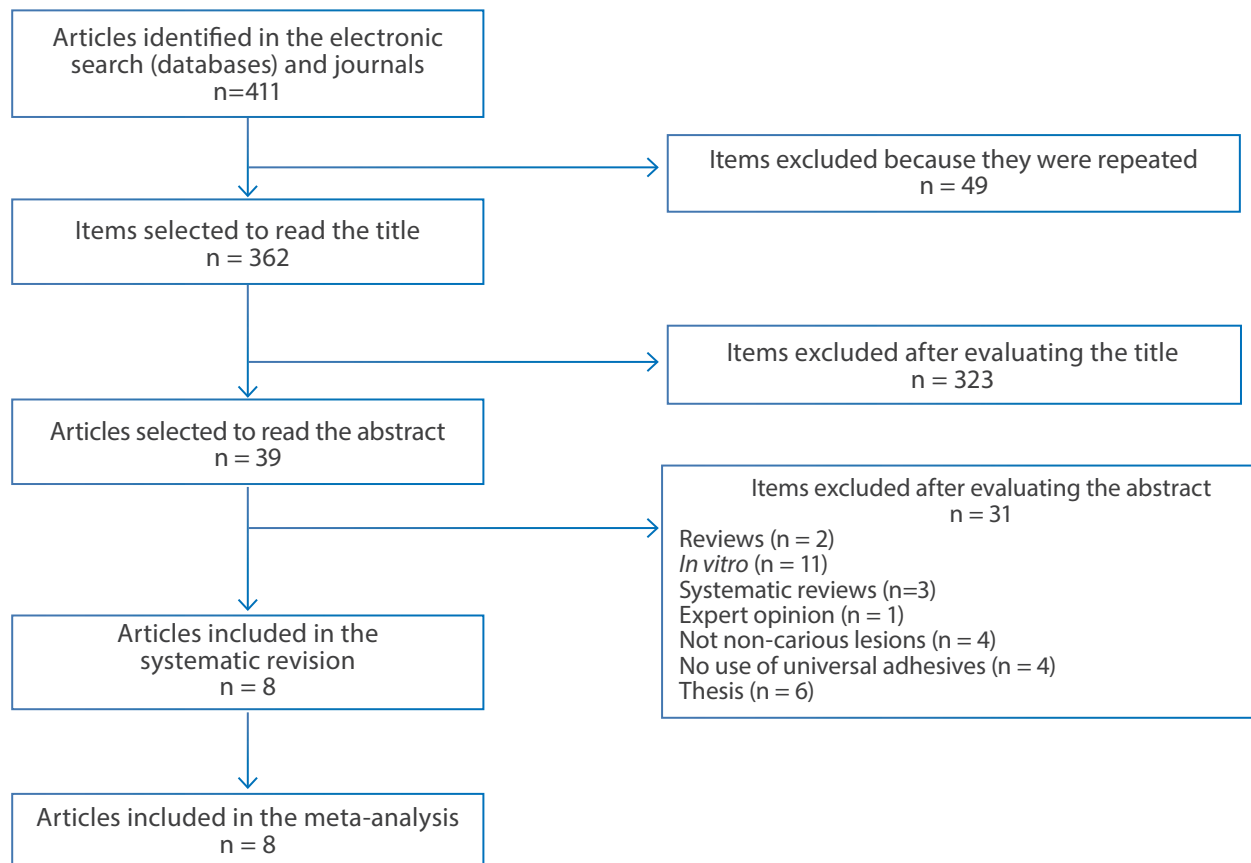 Articles identified in the electronic
search (databases) and journals
n=411
Items excluded because they were repeated
n = 49
Items selected to read the title
n = 362
Items excluded after evaluating the title
n = 323
Articles selected to read the abstract
n = 39
Items excluded after evaluating the abstract
n = 31
Reviews (n = 2)
In vitro (n = 11)
Systematic reviews (n=3)
Expert opinion (n = 1)
Not non-carious lesions (n = 4)
No use of universal adhesives (n = 4)
Thesis (n = 6)
Articles included in the
systematic revision
n = 8
Articles included in the meta-analysis
n = 8